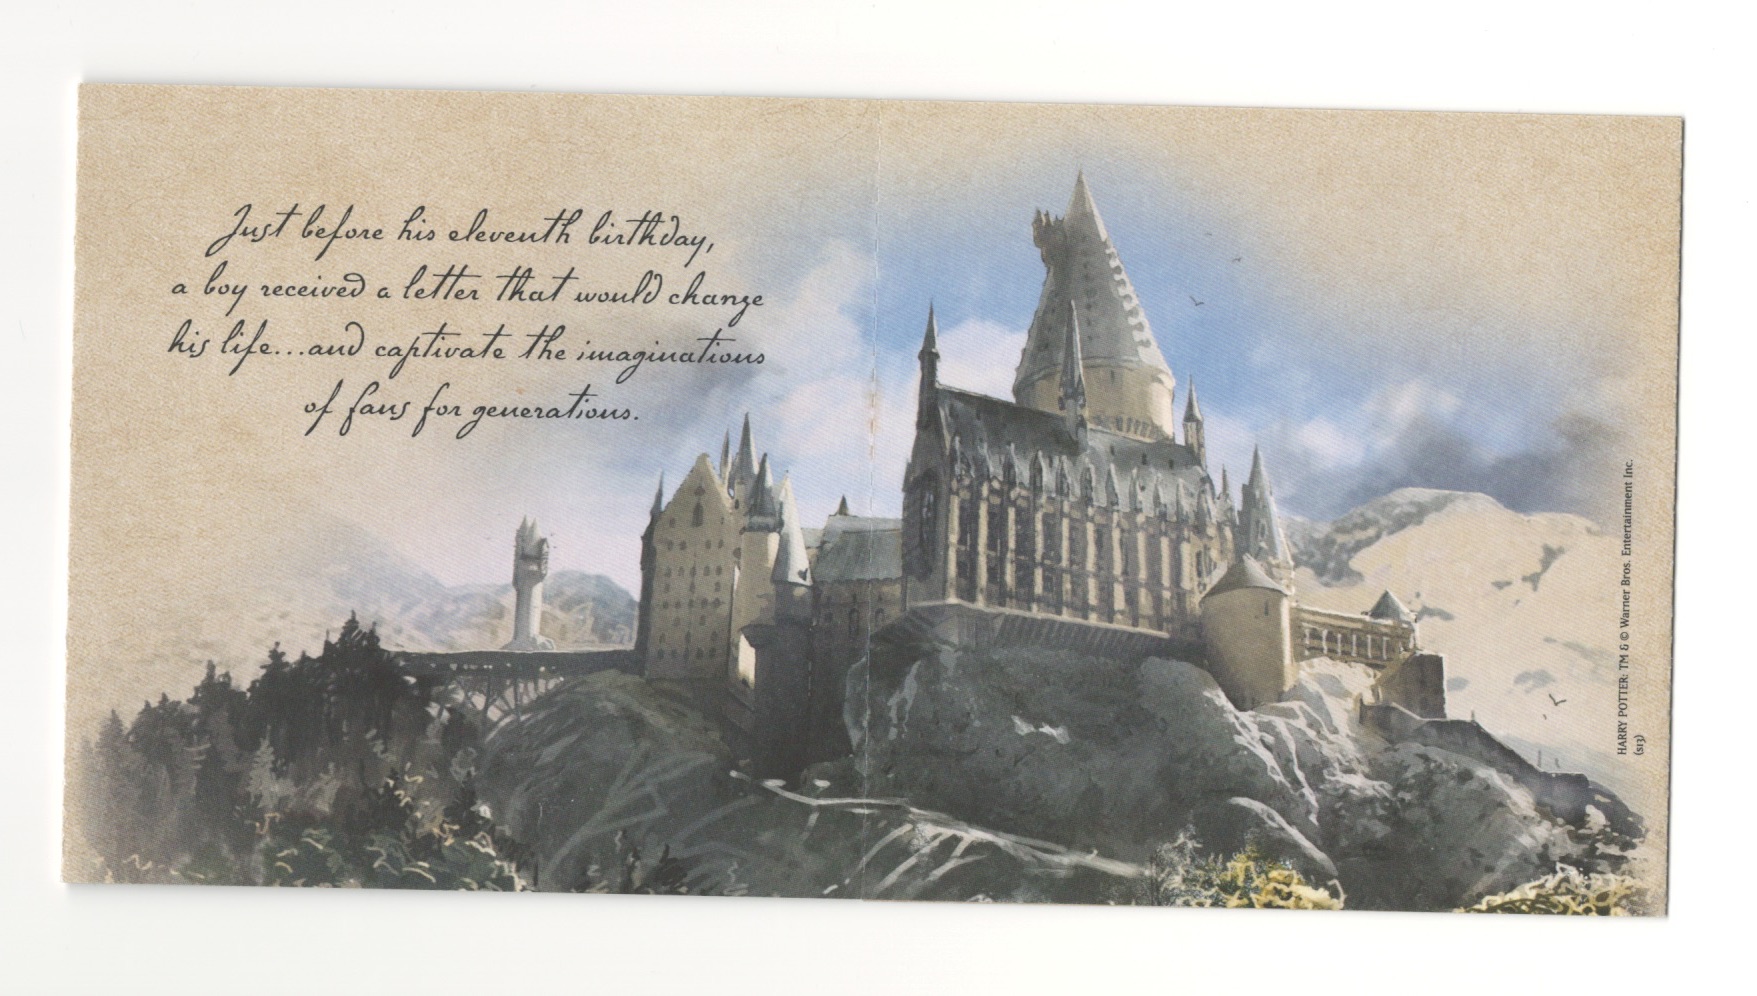 Just before his eleventh birthday,
a boy received a letter that would change
his life...and captivate the imaginations
of fans for generations.
HARRY POTTER: TM & © Warner Bros. Entertainment Inc.
(s13)